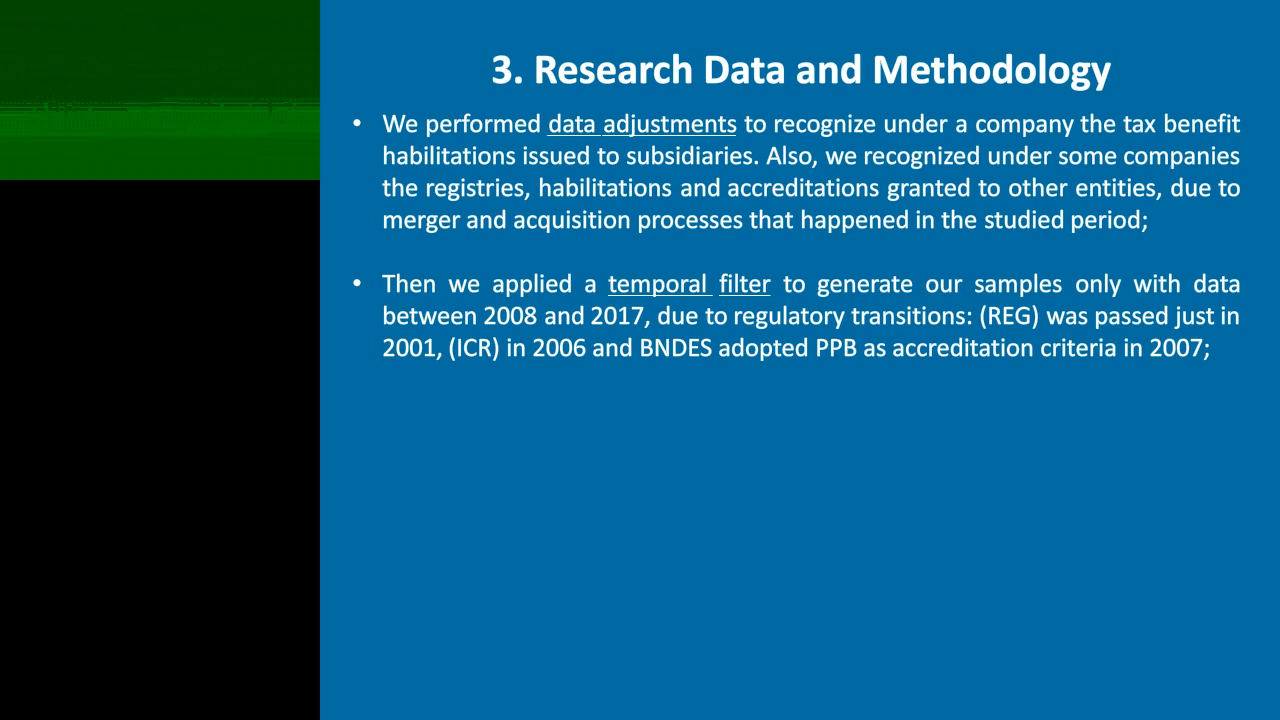 3. Research Data and Methodology
• We performed data adjustments to recognize under a company the tax benefit
habilitations issued to subsidiaries. Also, we recognized under some companies
the registries, habilitations and accreditations granted to other entities, due to
merger and acquisition processes that happened in the studied period;
• Then we applied a temporal filter to generate our samples only with data
between 2008 and 2017, due to regulatory transitions: (REG) was passed just in
2001, (ICR) in 2006 and BNDES adopted PPB as accreditation criteria in 2007;